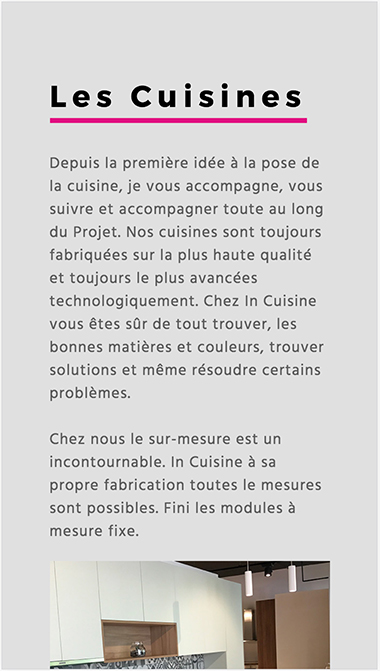 Les Cuisines
Depuis la première idée à la pose de
la cuisine, je vous accompagne, vous
suivre et accompagner toute au long
du Projet. Nos cuisines sont toujours
fabriquées sur la plus haute qualité
et toujours le plus avancées
technologiquement. Chez In Cuisine
vous êtes sûr de tout trouver, les
bonnes matières et couleurs, trouver
solutions et même résoudre certains
problèmes.
Chez nous le sur-mesure est un
incontournable. In Cuisine à sa
propre fabrication toutes le mesures
sont possibles. Fini les modules à
mesure fixe.